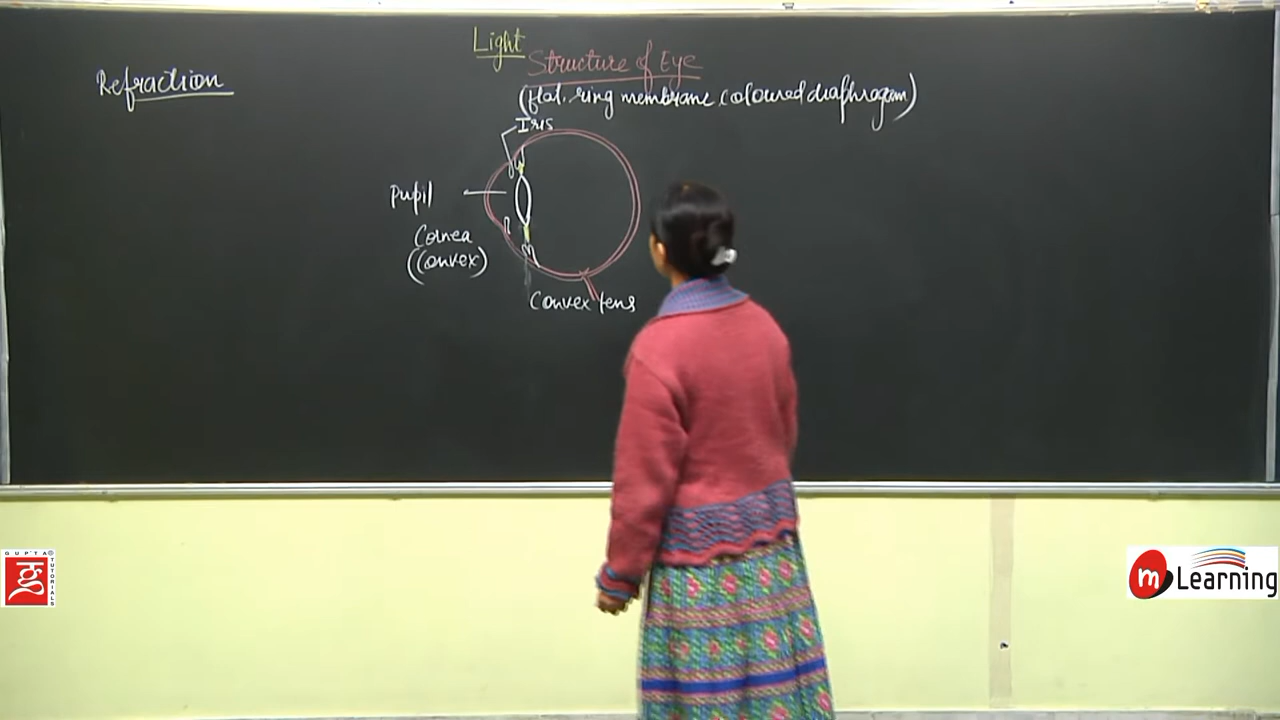 Light
Structure of Eye
Refraction
(flat, ring membrane, coloured diaphragm)
Iris
Pupil
Cornea
(Convex)
Convex lens
GUPTA TUTORIALS
m Learning